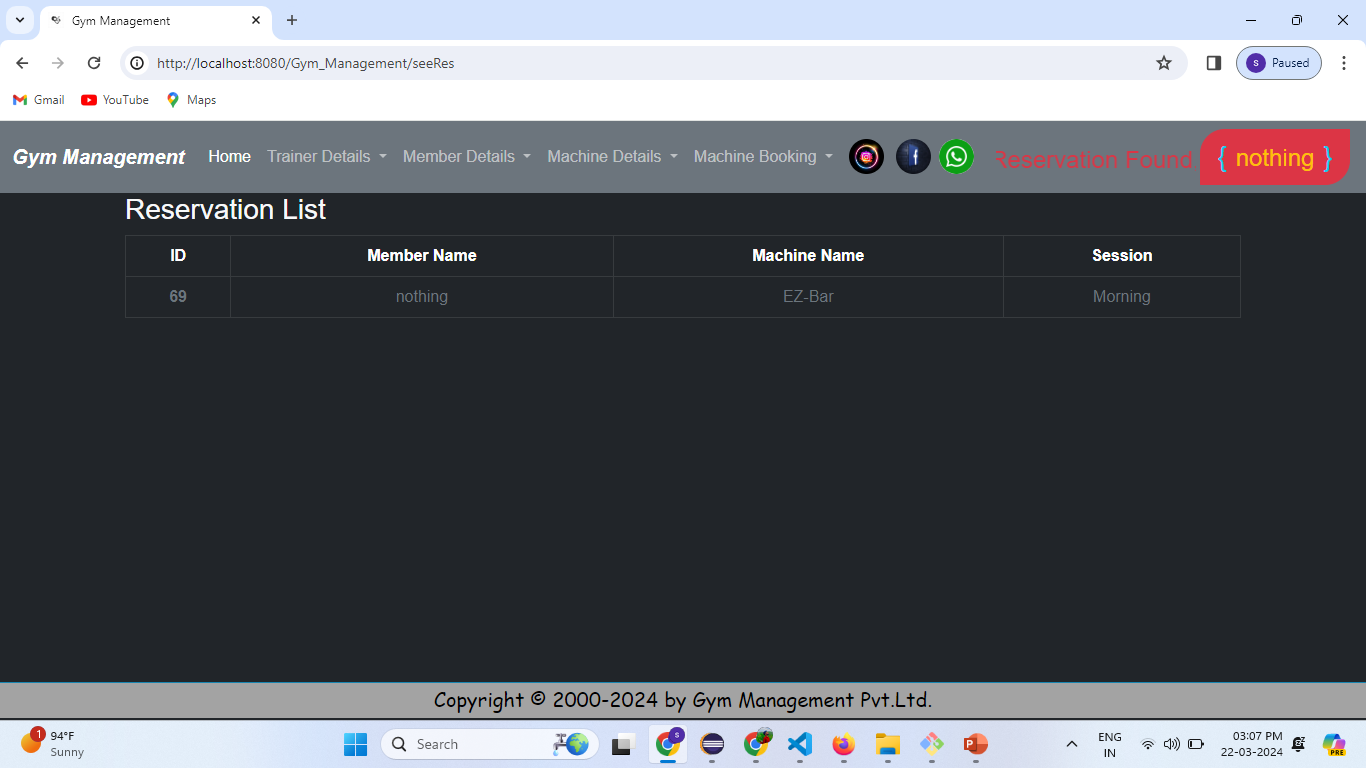 Gym Management
http://localhost:8080/Gym_Management/seeRes
S Paused
Gmail YouTube Maps
Gym Management Home Trainer Details Member Details Machine Details Machine Booking Reservation Found { nothing }
Reservation List
ID Member Name Machine Name Session
69 nothing EZ-Bar Morning
Copyright © 2000-2024 by Gym Management Pvt.Ltd.
1 94°F
Sunny
Search
S
PRE
ENG
IN
03:07 PM
22-03-2024